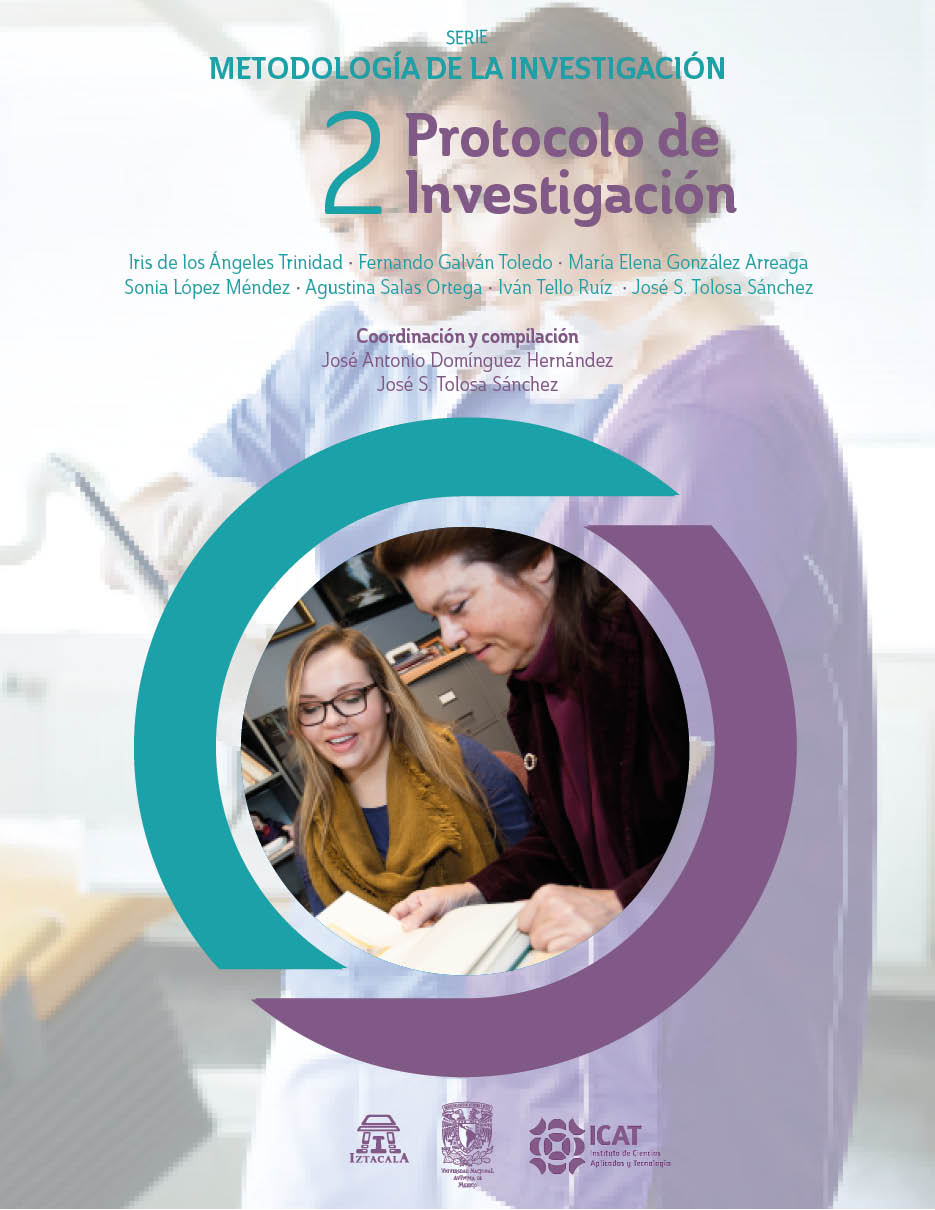 SERIE
METODOLOGÍA DE LA INVESTIGACIÓN
2 Protocolo de
Investigación
Iris de los Ángeles Trinidad · Fernando Galván Toledo · María Elena González Arreaga
Sonia López Méndez · Agustina Salas Ortega · Iván Tello Ruíz · José S. Tolosa Sánchez
Coordinación y compilación
José Antonio Domínguez Hernández
José S. Tolosa Sánchez
IZTACALA
Universidad Nacional
Autónoma de
México
ICAT
Instituto de Ciencias
Aplicadas y Tecnología